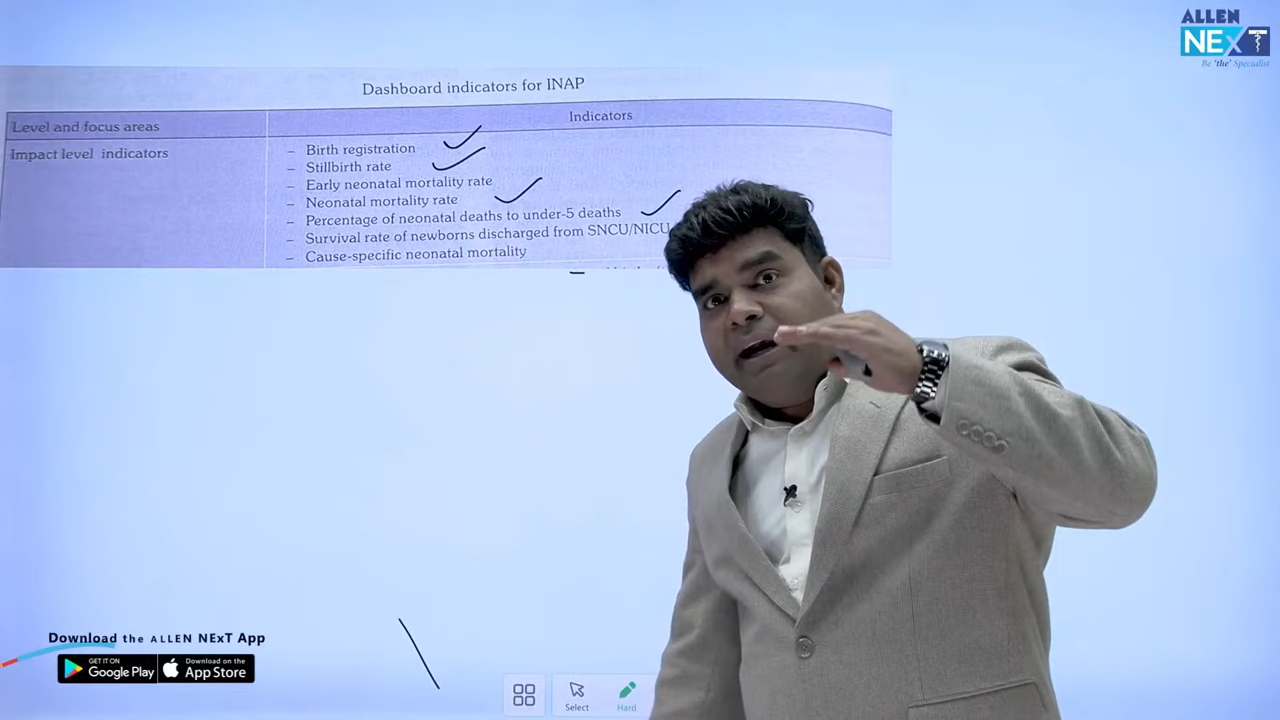 ALLEN
NExT
Be 'the' Specialist
Dashboard indicators for INAP
Level and focus areas
Indicators
Impact level indicators
– Birth registration
– Stillbirth rate
– Early neonatal mortality rate
– Neonatal mortality rate
– Percentage of neonatal deaths to under-5 deaths
– Survival rate of newborns discharged from SNCU/NICU
– Cause-specific neonatal mortality
Download the ALLEN NExT App
GET IT ON
Google Play
Download on the
App Store
Select
Hard